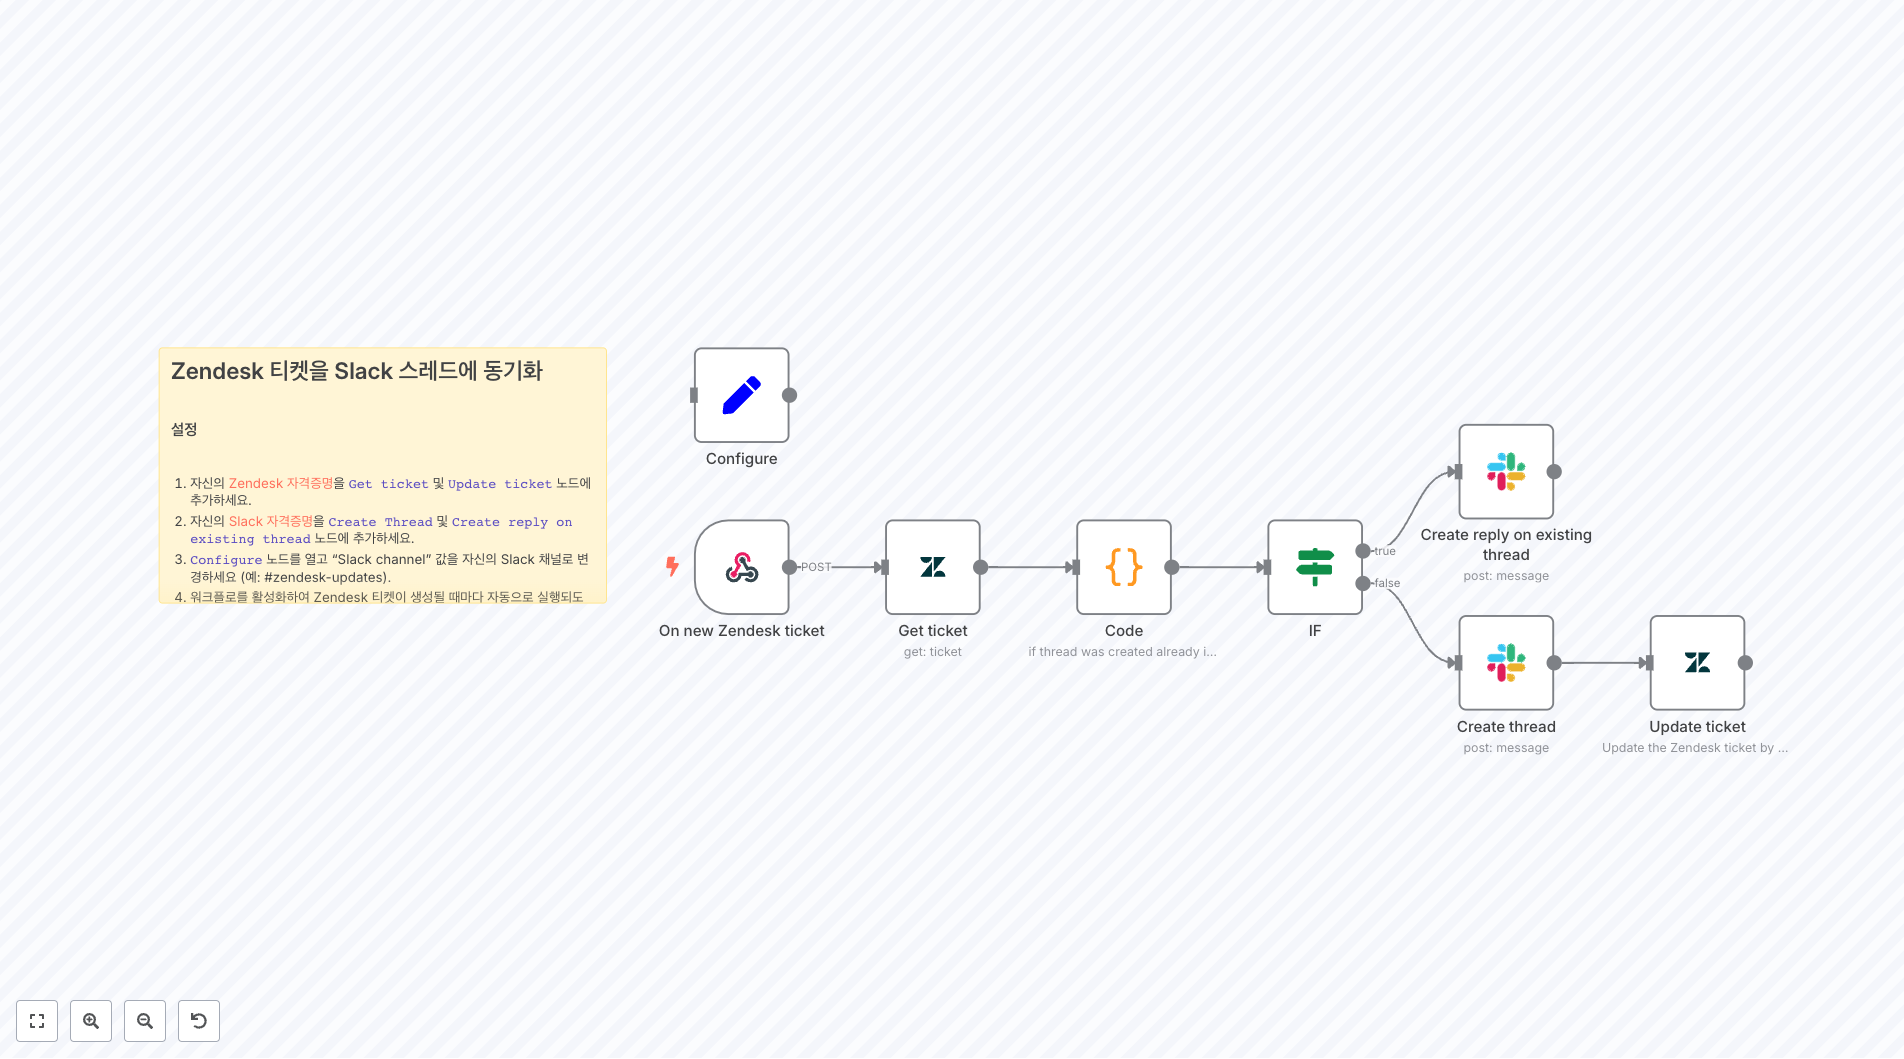 Zendesk 티켓을 Slack 스레드에 동기화
설정
1. 자신의 Zendesk 자격증명을 Get ticket 및 Update ticket 노드에
추가하세요.
2. 자신의 Slack 자격증명을 Create Thread 및 Create reply on
existing thread 노드에 추가하세요.
3. Configure 노드를 열고 “Slack channel” 값을 자신의 Slack 채널로 변
경하세요 (예: #zendesk-updates).
4. 워크플로를 활성화하여 Zendesk 티켓이 생성될 때마다 자동으로 실행되도
Configure
On new Zendesk ticket
POST
Get ticket
get: ticket
Code
if thread was created already i...
IF
true
false
Create reply on existing
thread
post: message
Create thread
post: message
Update ticket
Update the Zendesk ticket by ...